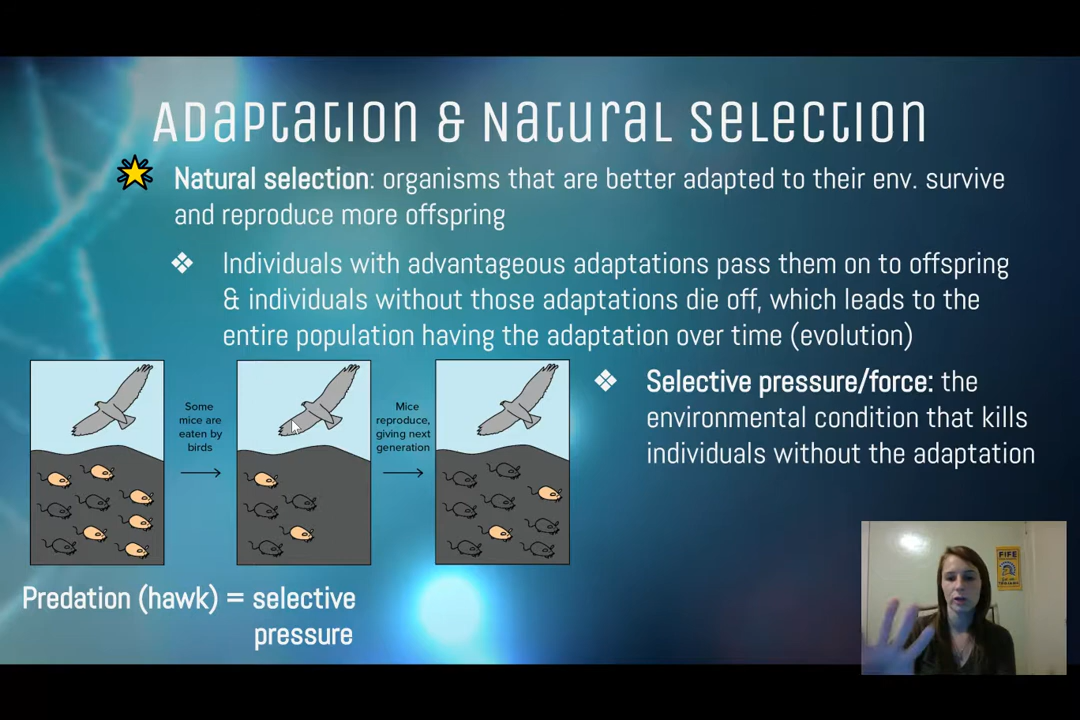 Adaptation & Natural Selection
Natural selection: organisms that are better adapted to their env. survive
and reproduce more offspring
❖ Individuals with advantageous adaptations pass them on to offspring
& individuals without those adaptations die off, which leads to the
entire population having the adaptation over time (evolution)
Some
mice are
eaten by
birds
Mice
reproduce,
giving next
generation
❖ Selective pressure/force: the
environmental condition that kills
individuals without the adaptation
Predation (hawk) = selective
pressure
FIFE